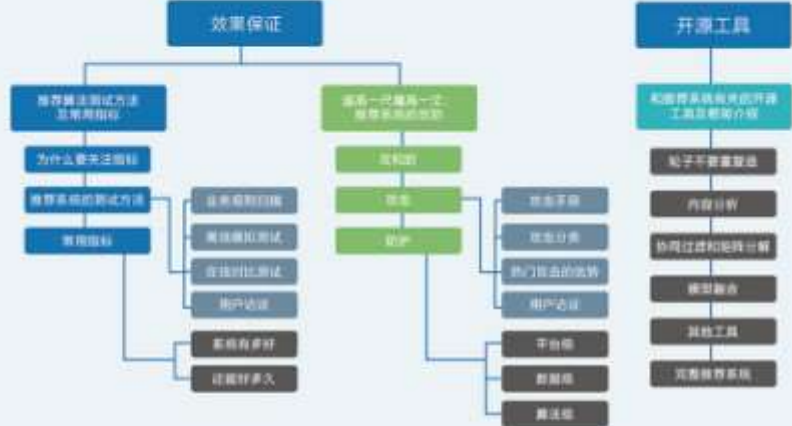 效果保证
开源工具
推荐算法测试方法
及常用指标
道高一尺魔高一丈:
推荐系统的攻防
和推荐系统有关的开源
工具及框架介绍
为什么要关注指标
推荐系统的测试方法
常用指标
业务规则扫描
离线模拟测试
在线对比测试
用户访谈
系统有多好
还能好多久
攻击
防护
攻击手段
攻击分类
热门攻击的流转
用户访谈
平台级
数据级
算法级
轮子不要重复造
内容分析
协同过滤和矩阵分解
模型融合
其他工具
完整推荐系统